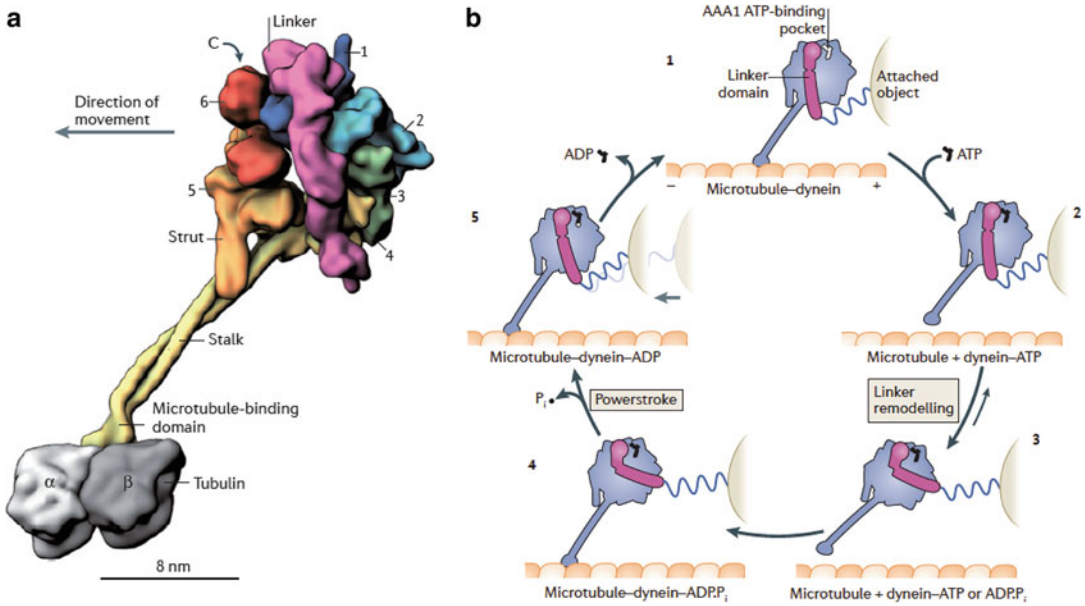 a
Linker
C
1
6
Direction of
movement
2
5
3
Strut
4
Stalk
Microtubule-binding
domain
α
β
Tubulin
8 nm
b
AAA1 ATP-binding
pocket
1
Linker
domain
Attached
object
ADP
ATP
–
+
Microtubule–dynein
5
2
Microtubule–dynein–ADP
Microtubule + dynein–ATP
Pi
Powerstroke
Linker
remodelling
4
3
Microtubule–dynein–ADP.Pi
Microtubule + dynein–ATP or ADP.Pi